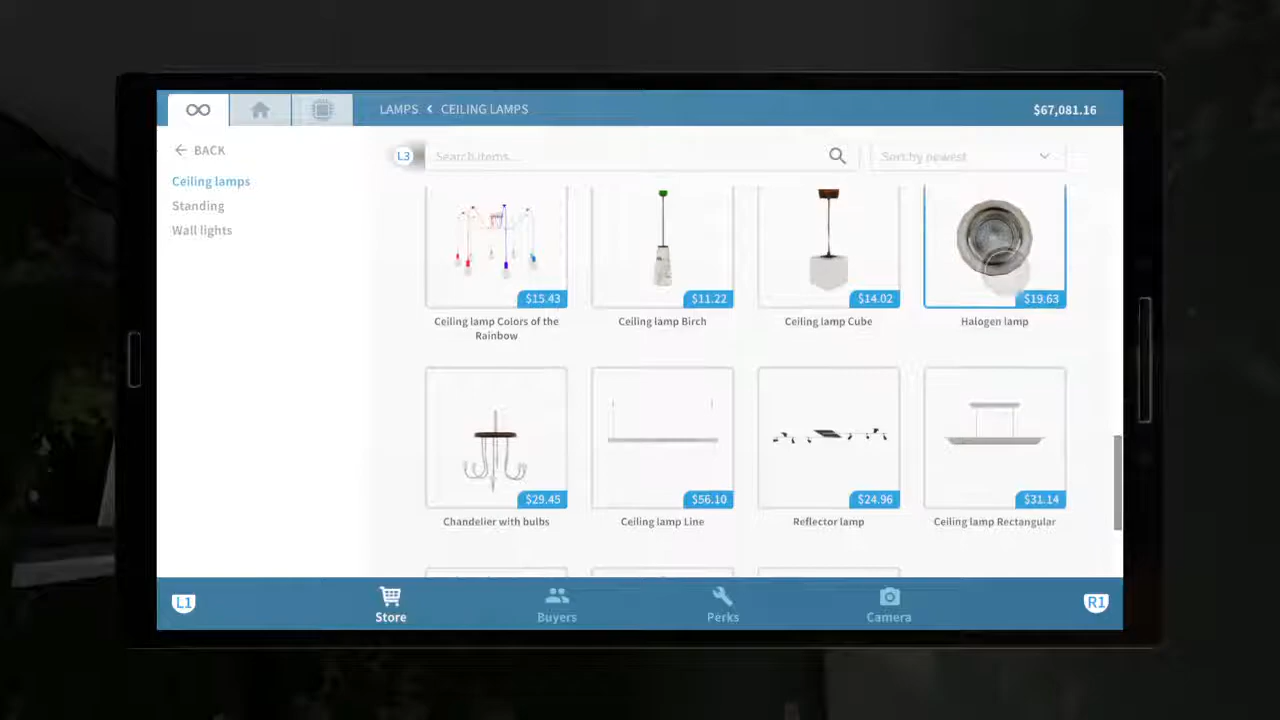 LAMPS < CEILING LAMPS
$67,081.16
BACK
L3
Search items...
Sort by newest
Ceiling lamps
Standing
Wall lights
$15.43
$11.22
$14.02
$19.63
Ceiling lamp Colors of the
Rainbow
Ceiling lamp Birch
Ceiling lamp Cube
Halogen lamp
$29.45
$56.10
$24.96
$31.14
Chandelier with bulbs
Ceiling lamp Line
Reflector lamp
Ceiling lamp Rectangular
L1
Store
Buyers
Perks
Camera
R1